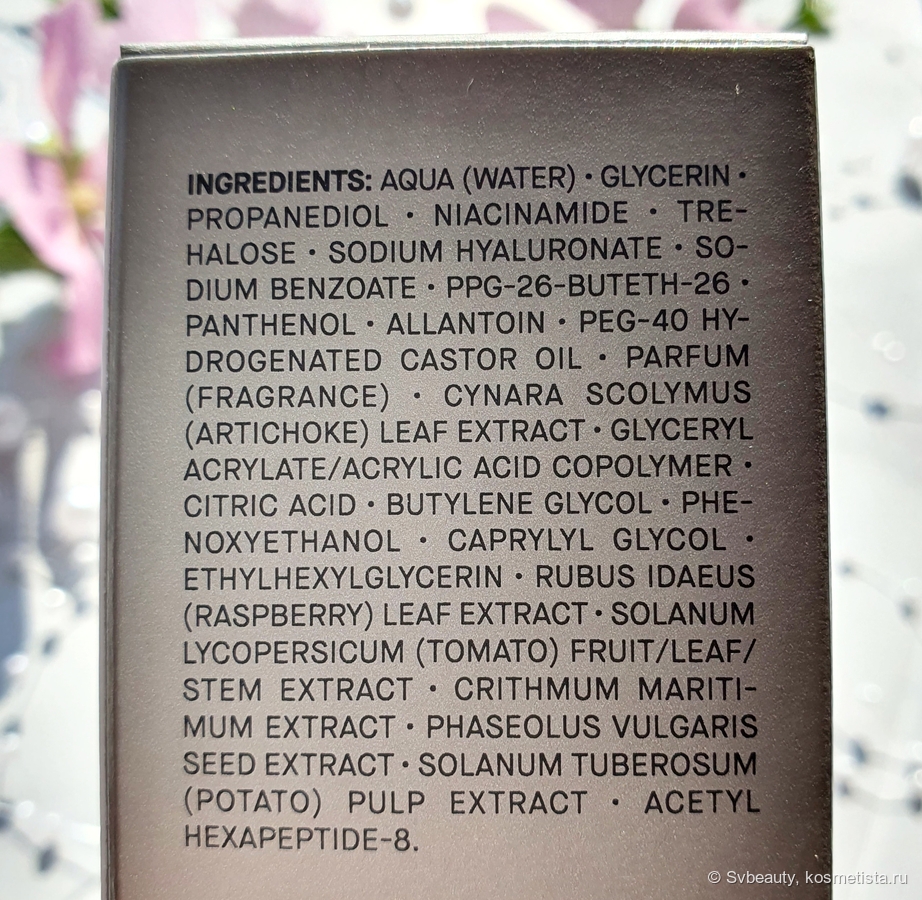 INGREDIENTS: AQUA (WATER) · GLYCERIN ·
PROPANEDIOL · NIACINAMIDE · TRE-
HALOSE · SODIUM HYALURONATE · SO-
DIUM BENZOATE · PPG-26-BUTETH-26 ·
PANTHENOL · ALLANTOIN · PEG-40 HY-
DROGENATED CASTOR OIL · PARFUM
(FRAGRANCE) · CYNARA SCOLYMUS
(ARTICHOKE) LEAF EXTRACT · GLYCERYL
ACRYLATE/ACRYLIC ACID COPOLYMER ·
CITRIC ACID · BUTYLENE GLYCOL · PHE-
NOXYETHANOL · CAPRYLYL GLYCOL ·
ETHYLHEXYLGLYCERIN · RUBUS IDAEUS
(RASPBERRY) LEAF EXTRACT · SOLANUM
LYCOPERSICUM (TOMATO) FRUIT/LEAF/
STEM EXTRACT · CRITHMUM MARITI-
MUM EXTRACT · PHASEOLUS VULGARIS
SEED EXTRACT · SOLANUM TUBEROSUM
(POTATO) PULP EXTRACT · ACETYL
HEXAPEPTIDE-8.
© Svbeauty, kosmetista.ru